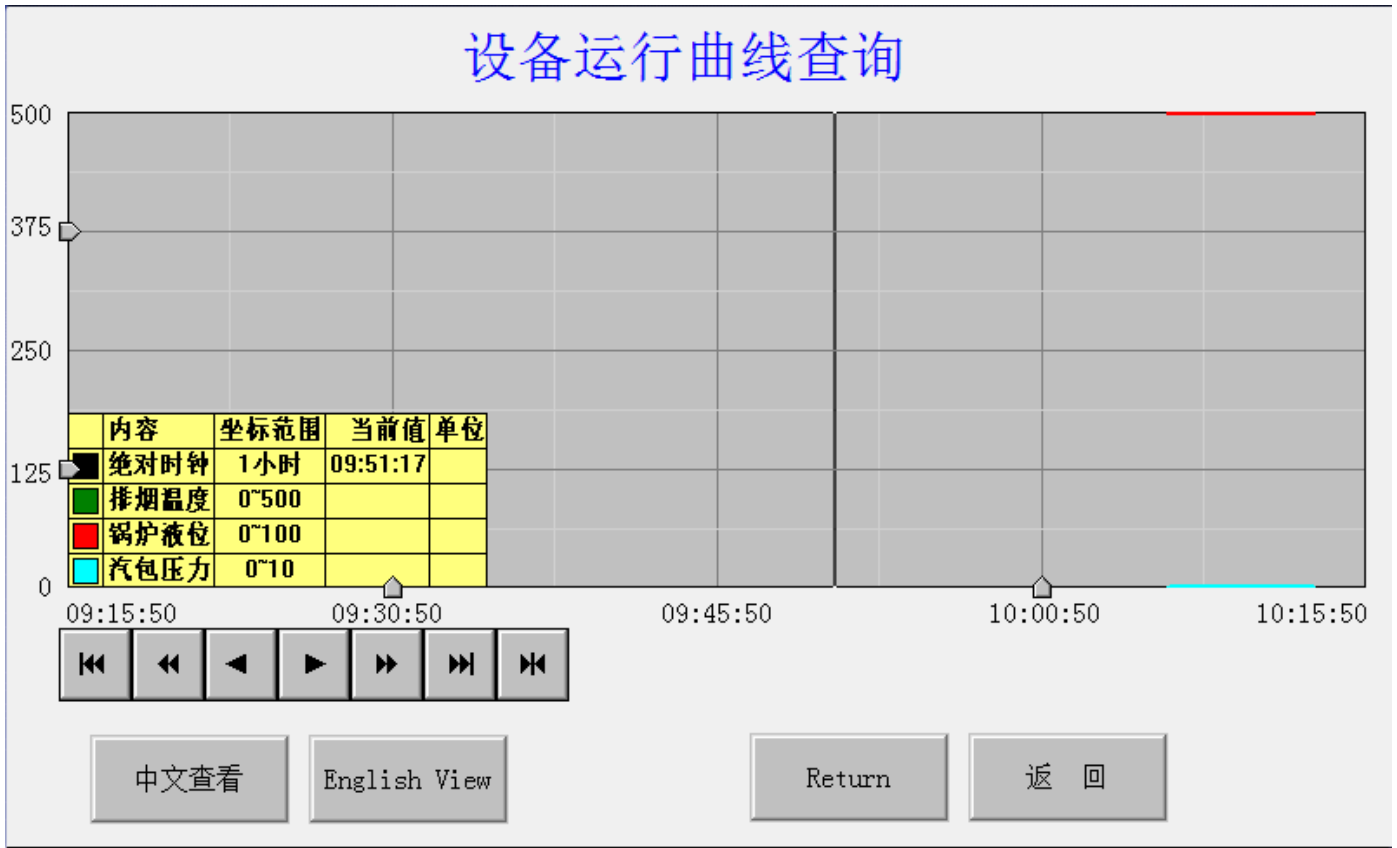 设备运行曲线查询
500
375
250
125
0
内容 坐标范围 当前值 单位
绝对时钟 1小时 09:51:17
排烟温度 0~500
锅炉液位 0~100
汽包压力 0~10
09:15:50 09:30:50 09:45:50 10:00:50 10:15:50
中文查看 English View Return 返 回